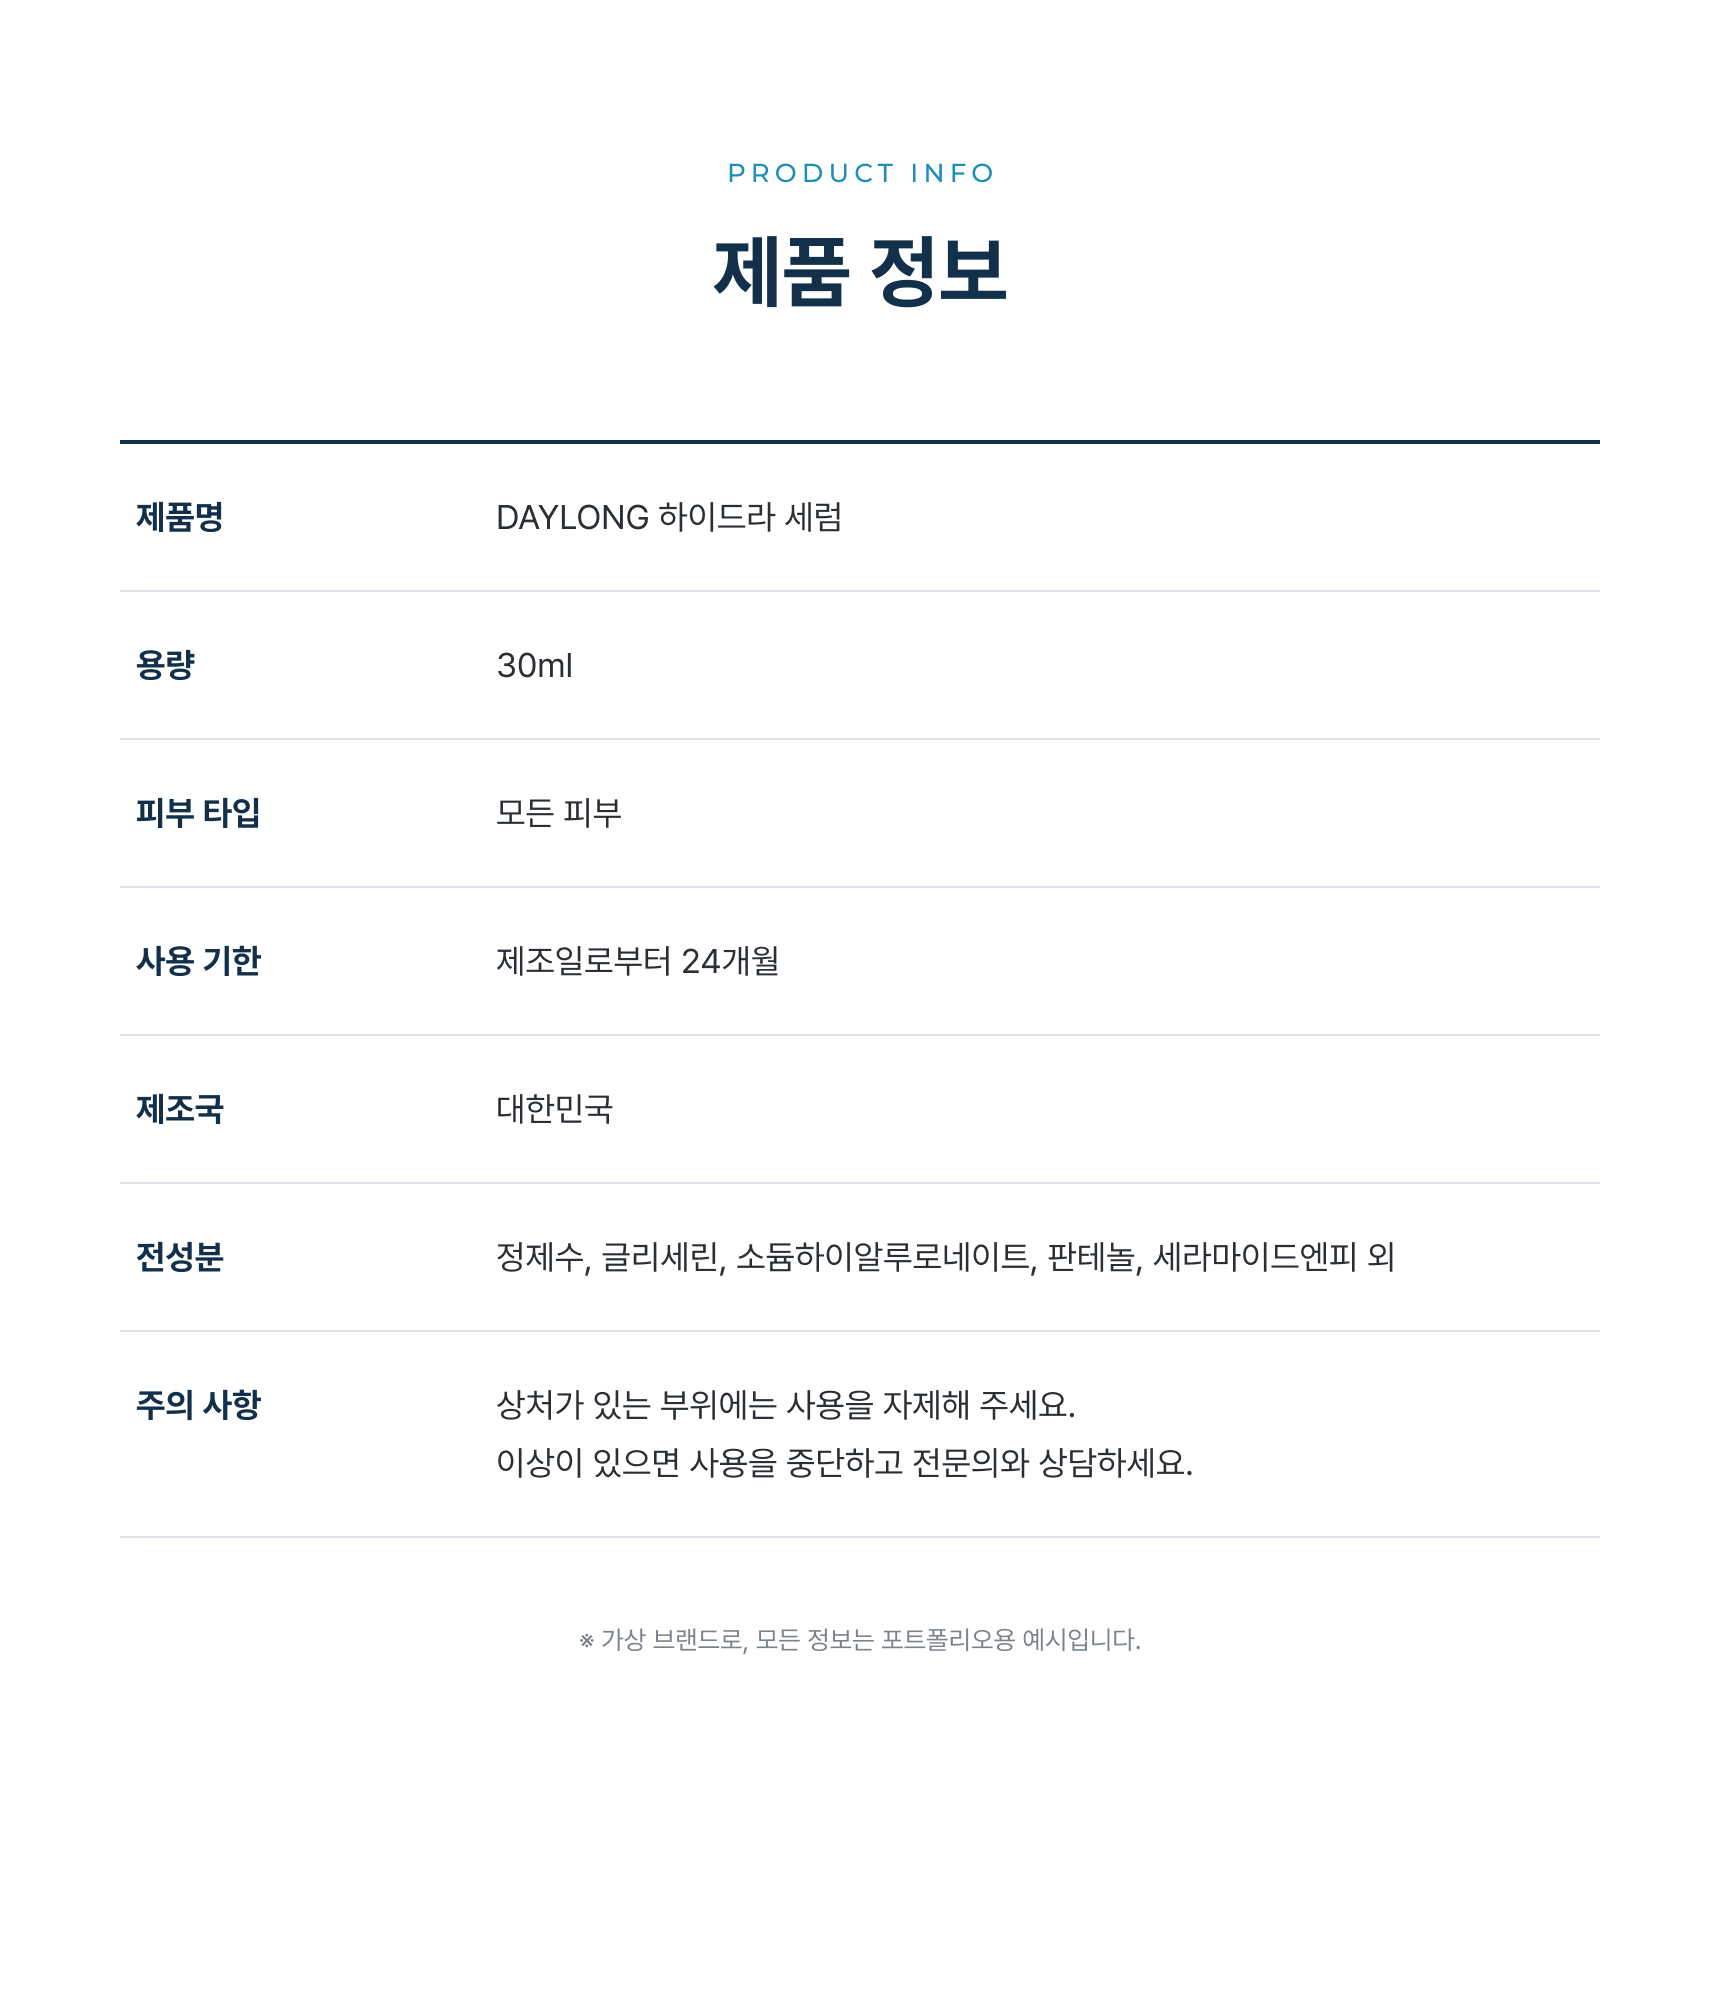 PRODUCT INFO
제품 정보
제품명 DAYLONG 하이드라 세럼
용량 30ml
피부 타입 모든 피부
사용 기한 제조일로부터 24개월
제조국 대한민국
전성분 정제수, 글리세린, 소듐하이알루로네이트, 판테놀, 세라마이드엔피 외
주의 사항 상처가 있는 부위에는 사용을 자제해 주세요.
이상이 있으면 사용을 중단하고 전문의와 상담하세요.
※ 가상 브랜드로, 모든 정보는 포트폴리오용 예시입니다.